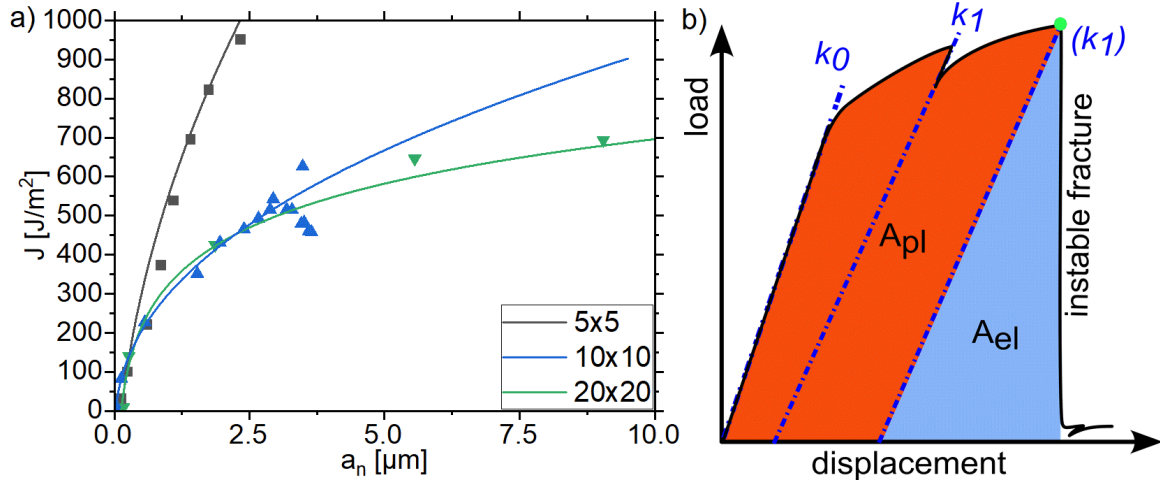 a)
1000
900
800
700
600
500
400
300
200
100
0
J [J/m²]
0.0 2.5 5.0 7.5 10.0
aₙ [µm]
5x5
10x10
20x20
b)
load
k₀
k₁
(k₁)
Aₚₗ
Aₑₗ
instable fracture
displacement